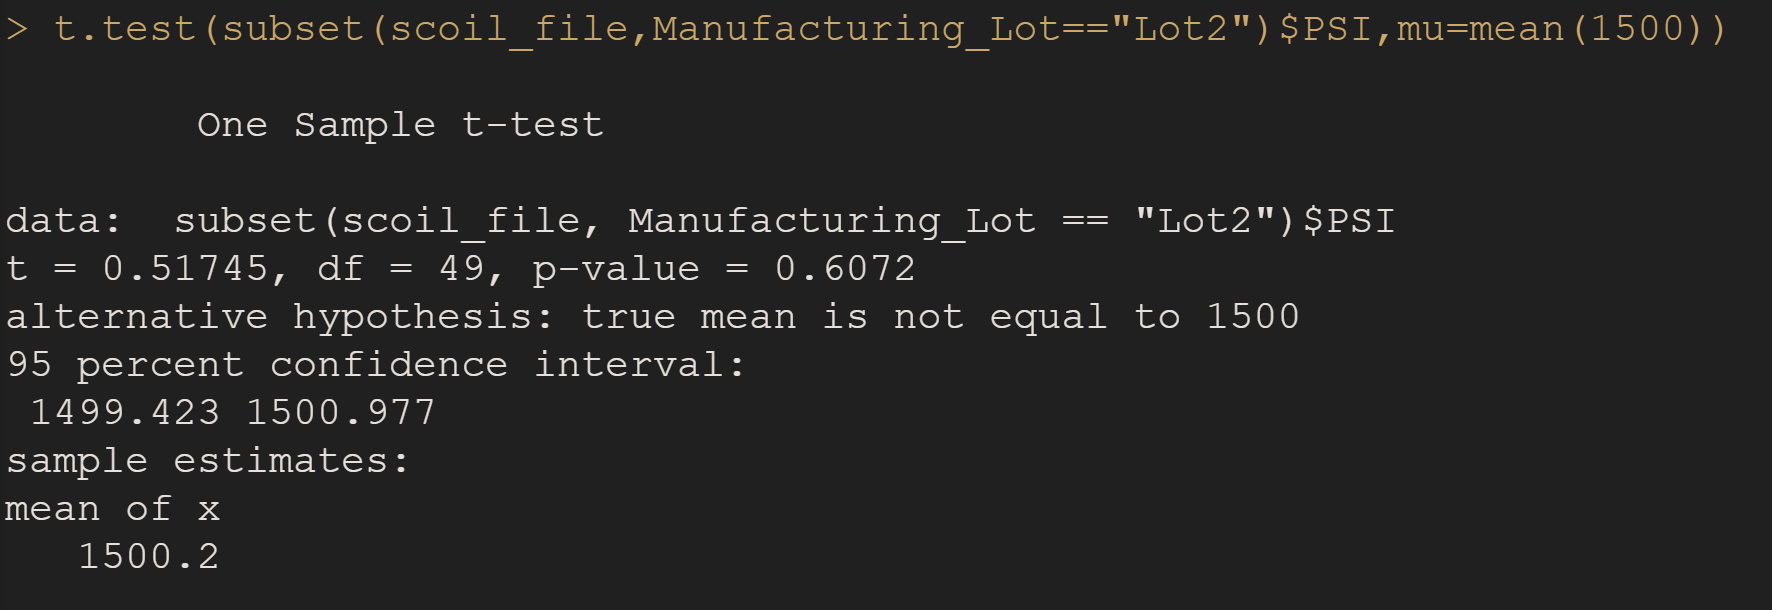 > t.test(subset(scoil_file,Manufacturing_Lot=="Lot2")$PSI,mu=mean(1500))
One Sample t-test
data:  subset(scoil_file, Manufacturing_Lot == "Lot2")$PSI
t = 0.51745, df = 49, p-value = 0.6072
alternative hypothesis: true mean is not equal to 1500
95 percent confidence interval:
1499.423 1500.977
sample estimates:
mean of x
1500.2